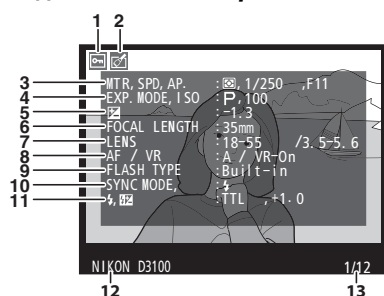 1 2
3 MTR, SPD, AP. : , 1/250 , F11
4 EXP. MODE, ISO : P, 100
5 : -1.3
6 FOCAL LENGTH : 35mm
7 LENS : 18-55 /3.5-5.6
8 AF / VR : A / VR-On
9 FLASH TYPE : Built-in
10 SYNC MODE, :
11 , : TTL , +1.0
NIKON D3100 1/12
12 13